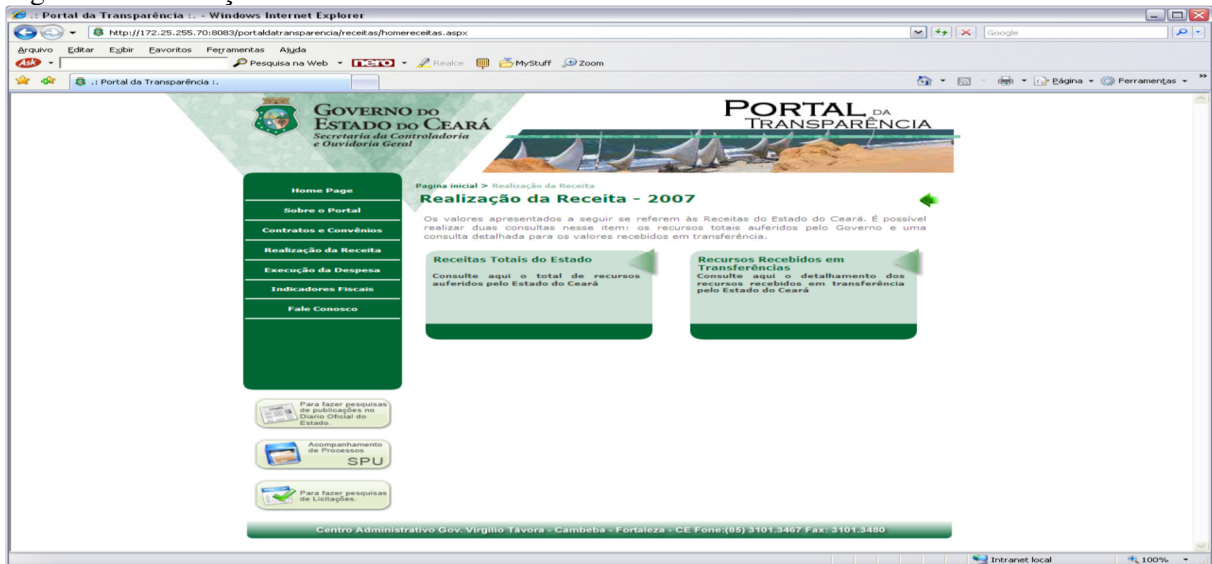 .: Portal da Transparência :. - Windows Internet Explorer
http://172.25.255.70:8083/portaldatransparencia/receitas/homereceitas.aspx
Google
Arquivo Editar Exibir Favoritos Ferramentas Ajuda
Ask
Pesquisa na Web
nero
Realce
MyStuff
Zoom
.: Portal da Transparência :.
Página
Ferramentas
GOVERNO DO
ESTADO DO CEARÁ
Secretaria da Controladoria
e Ouvidoria Geral
PORTAL DA
TRANSPARÊNCIA
Home Page
Sobre o Portal
Contratos e Convênios
Realização da Receita
Execução da Despesa
Indicadores Fiscais
Fale Conosco
Pagina inicial > Realização da Receita
Realização da Receita - 2007
Os valores apresentados a seguir se referem às Receitas do Estado do Ceará. É possível
realizar duas consultas nesse item: os recursos totais auferidos pelo Governo e uma
consulta detalhada para os valores recebidos em transferência.
Receitas Totais do Estado
Consulte aqui o total de recursos
auferidos pelo Estado do Ceará
Recursos Recebidos em
Transferências
Consulte aqui o detalhamento dos
recursos recebidos em transferência
pelo Estado do Ceará
Para fazer pesquisas
de publicações no
Diario Oficial do
Estado.
Acompanhamento
de Processos
SPU
Para fazer pesquisas
de Licitações.
Centro Administrativo Gov. Virgilio Távora - Cambeba - Fortaleza - CE Fone:(85) 3101.3467 Fax: 3101.3480
Intranet local
100%